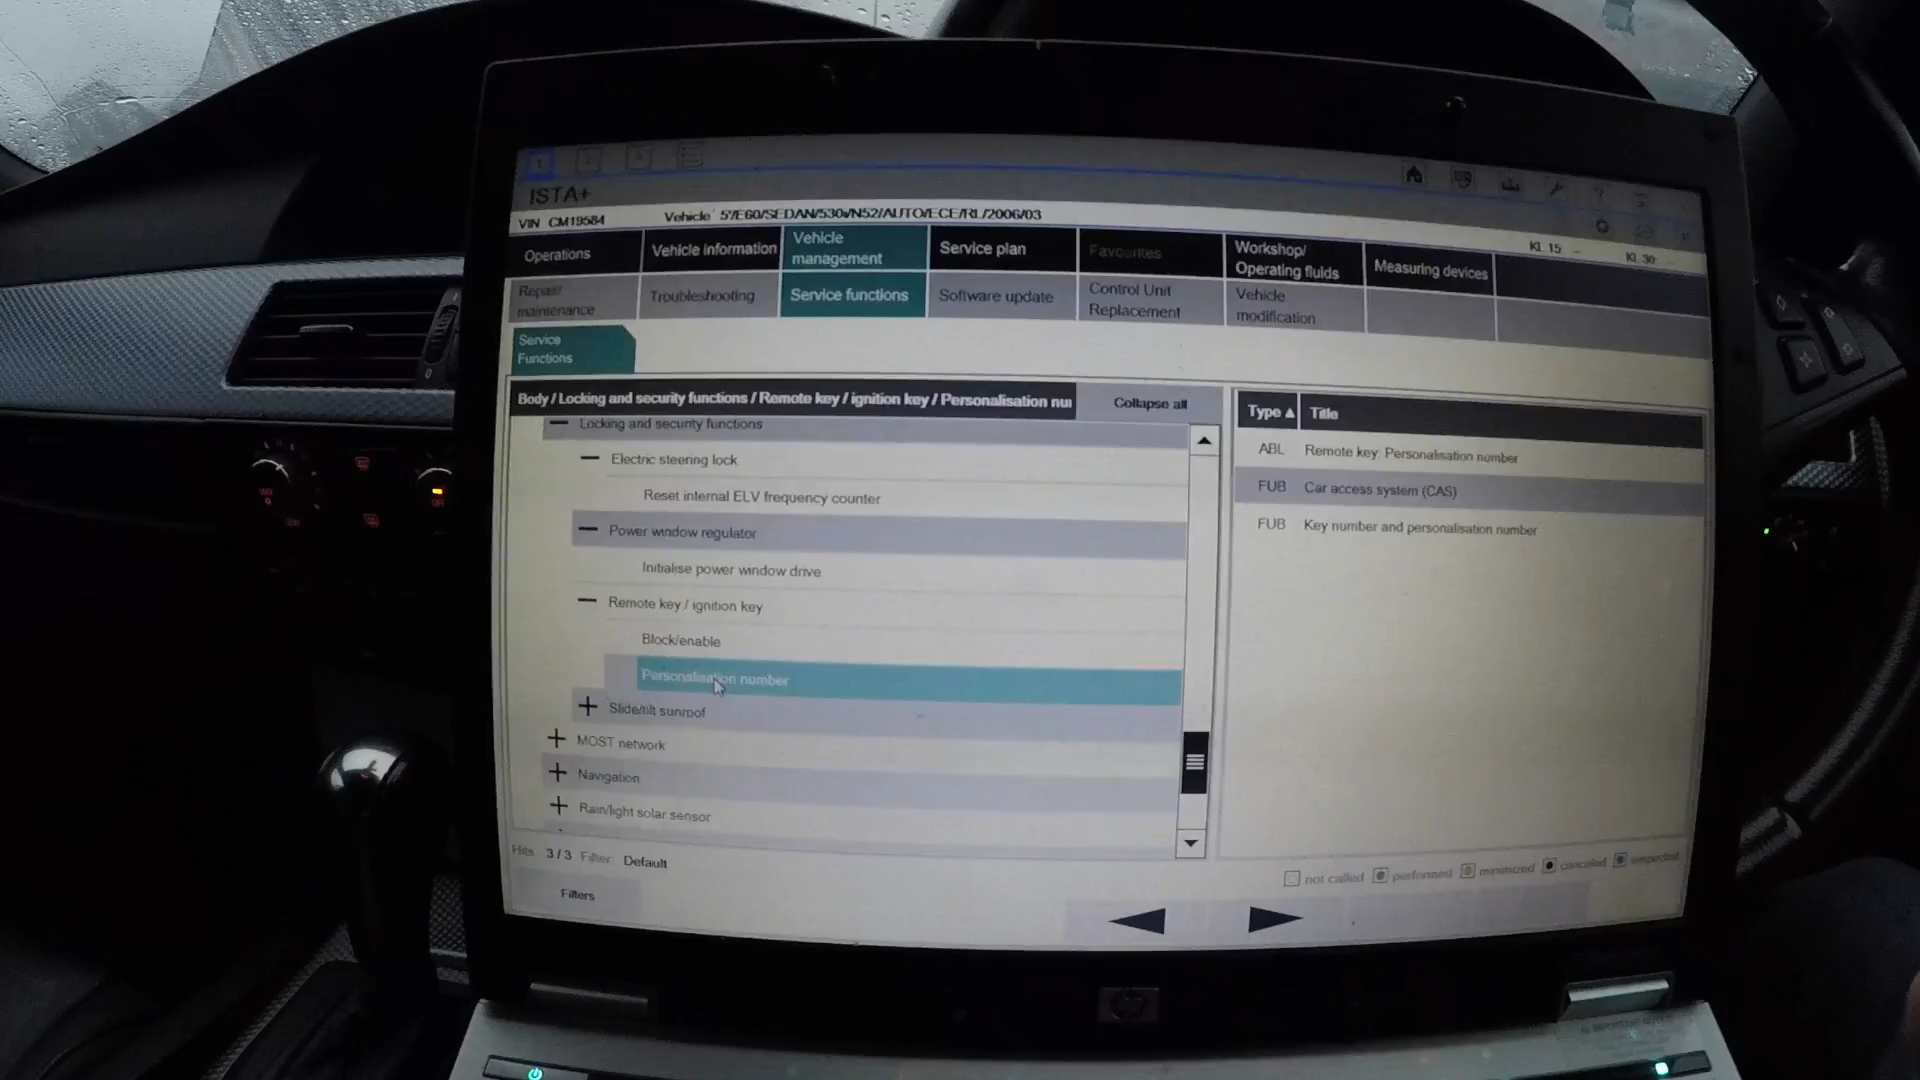 ISTA+
VIN CM19584 Vehicle 5'/E60/SEDAN/530i/N52/AUTO/ECE/RL/2006/03
Operations
Vehicle information
Vehicle management
Service plan
Favourites
Workshop/ Operating fluids
Measuring devices
KL 15:
KL 30:
Repair/ maintenance
Troubleshooting
Service functions
Software update
Control Unit Replacement
Vehicle modification
Service Functions
Body / Locking and security functions / Remote key / ignition key / Personalisation nu
Collapse all
Locking and security functions
Electric steering lock
Reset internal ELV frequency counter
Power window regulator
Initialise power window drive
Remote key / ignition key
Block/enable
Personalisation number
Slide/tilt sunroof
MOST network
Navigation
Rain/light solar sensor
Type Title
ABL Remote key: Personalisation number
FUB Car access system (CAS)
FUB Key number and personalisation number
Hits 3 / 3 Filter: Default
not called performed minimized canceled suspected
Filters
hp